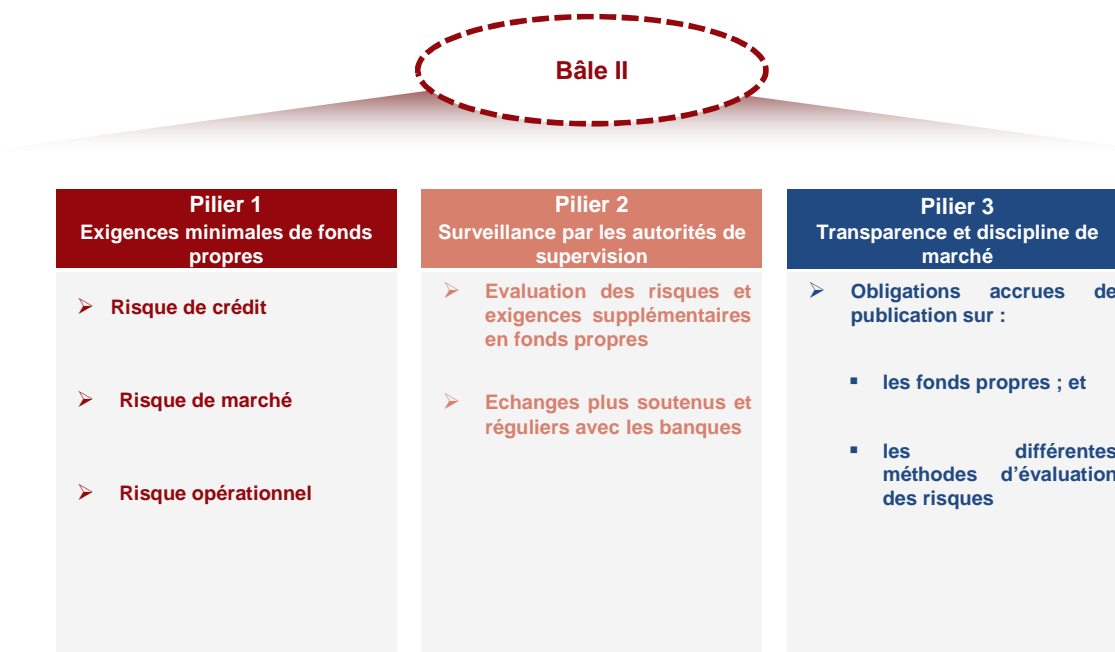 Bâle II
Pilier 1
Exigences minimales de fonds
propres
Risque de crédit
Risque de marché
Risque opérationnel
Pilier 2
Surveillance par les autorités de
supervision
Evaluation des risques et
exigences supplémentaires
en fonds propres
Echanges plus soutenus et
réguliers avec les banques
Pilier 3
Transparence et discipline de
marché
Obligations accrues de
publication sur :
les fonds propres ; et
les différentes
méthodes d’évaluation
des risques